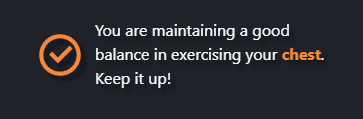 You are maintaining a good
balance in exercising your chest.
Keep it up!